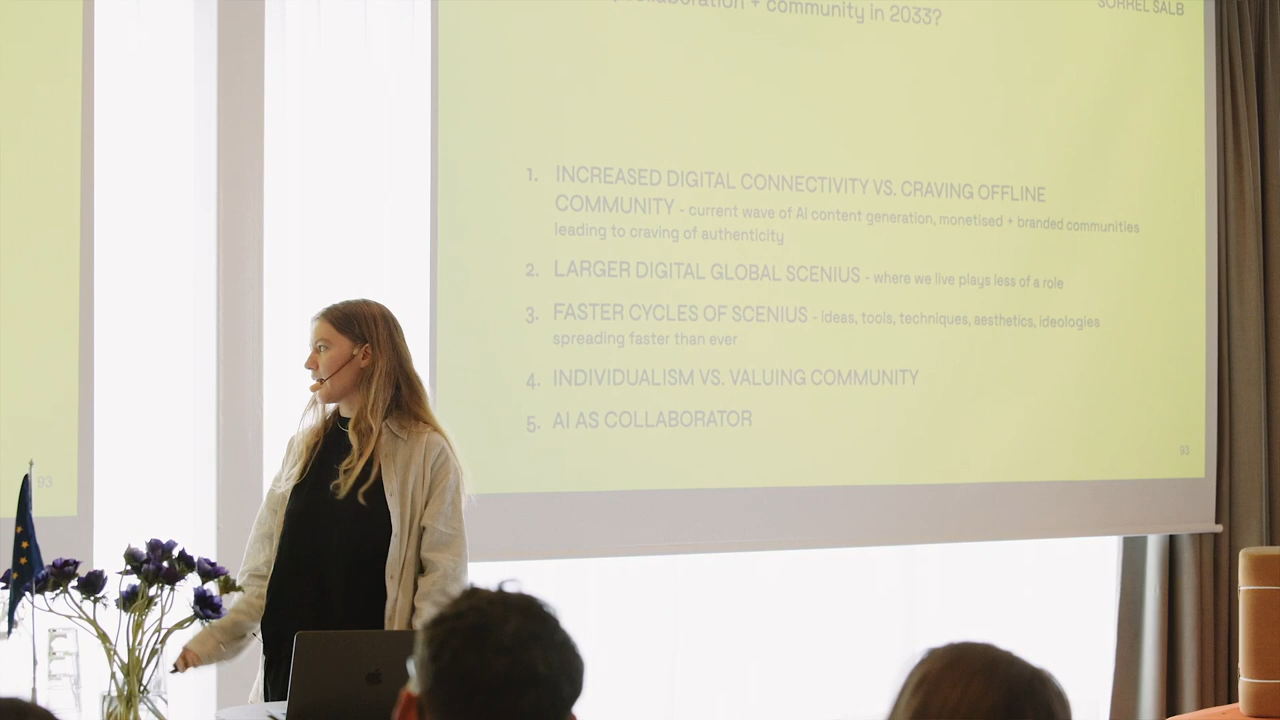 collaboration + community in 2033?
SORREL SALB
1. INCREASED DIGITAL CONNECTIVITY VS. CRAVING OFFLINE
COMMUNITY - current wave of AI content generation, monetised + branded communities
leading to craving of authenticity
2. LARGER DIGITAL GLOBAL SCENIUS - where we live plays less of a role
3. FASTER CYCLES OF SCENIUS - ideas, tools, techniques, aesthetics, ideologies
spreading faster than ever
4. INDIVIDUALISM VS. VALUING COMMUNITY
5. AI AS COLLABORATOR
93
93